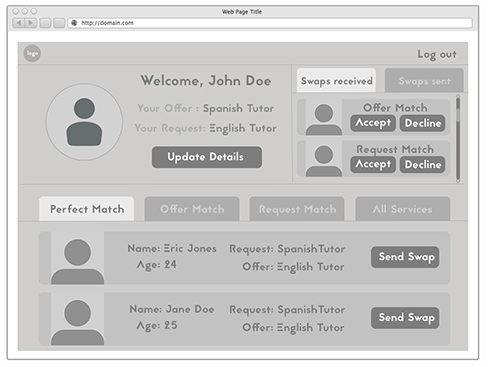 Web Page Title
http://domain.com
logo
Log out
Welcome, John Doe
Your Offer : Spanish Tutor
Your Request: English Tutor
Update Details
Swaps received
Swaps sent
Offer Match
Accept
Decline
Request Match
Accept
Decline
Perfect Match
Offer Match
Request Match
All Services
Name: Eric Jones
Age: 24
Request: SpanishTutor
Offer: English Tutor
Send Swap
Name: Jane Doe
Age: 25
Request: SpanishTutor
Offer: English Tutor
Send Swap